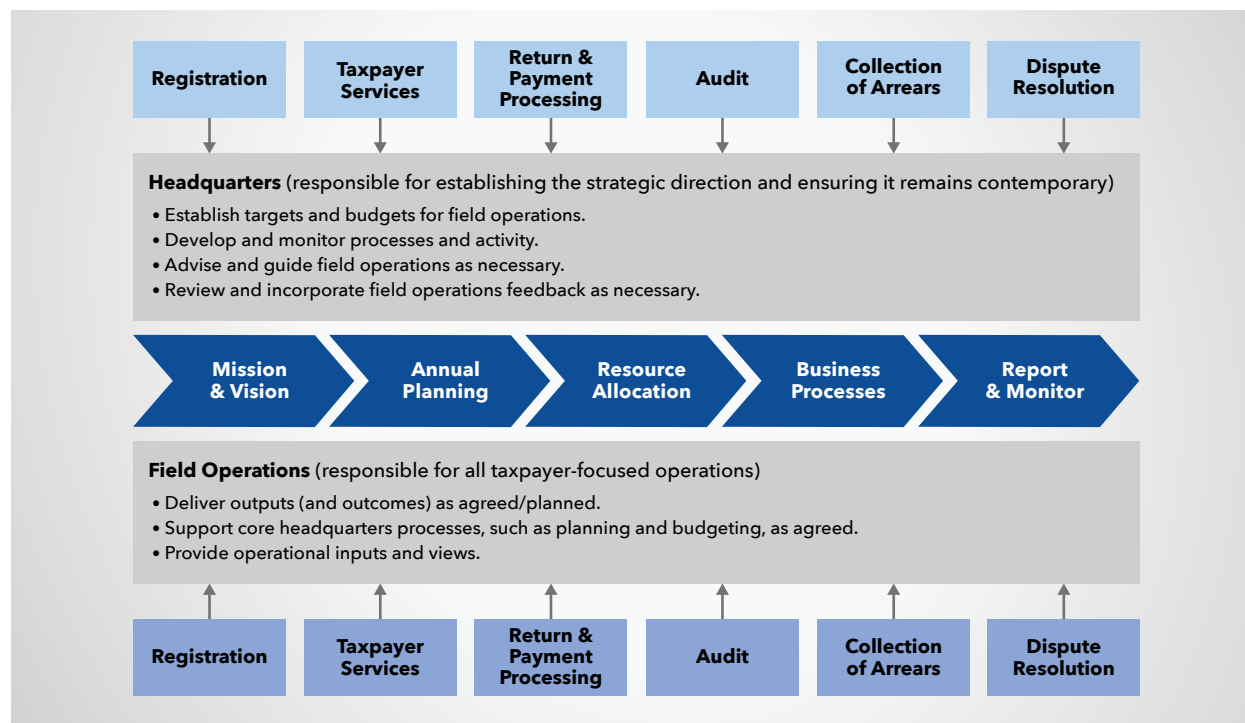 Registration
Taxpayer
Services
Return &
Payment
Processing
Audit
Collection
of Arrears
Dispute
Resolution
Headquarters (responsible for establishing the strategic direction and ensuring it remains contemporary)
• Establish targets and budgets for field operations.
• Develop and monitor processes and activity.
• Advise and guide field operations as necessary.
• Review and incorporate field operations feedback as necessary.
Mission
& Vision
Annual
Planning
Resource
Allocation
Business
Processes
Report
& Monitor
Field Operations (responsible for all taxpayer-focused operations)
• Deliver outputs (and outcomes) as agreed/planned.
• Support core headquarters processes, such as planning and budgeting, as agreed.
• Provide operational inputs and views.
Registration
Taxpayer
Services
Return &
Payment
Processing
Audit
Collection
of Arrears
Dispute
Resolution